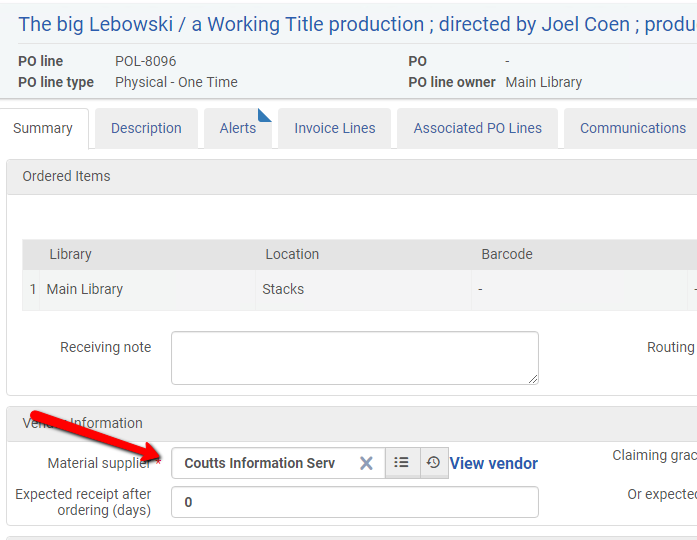 The big Lebowski / a Working Title production ; directed by Joel Coen ; produ
PO line POL-8096 PO -
PO line type Physical - One Time PO line owner Main Library
Summary Description Alerts Invoice Lines Associated PO Lines Communications
Ordered Items
Library Location Barcode
1 Main Library Stacks - -
Receiving note Routing
Information
Material supplier * Coutts Information Serv View vendor
Claiming grac
Expected receipt after
ordering (days) 0 Or expecte